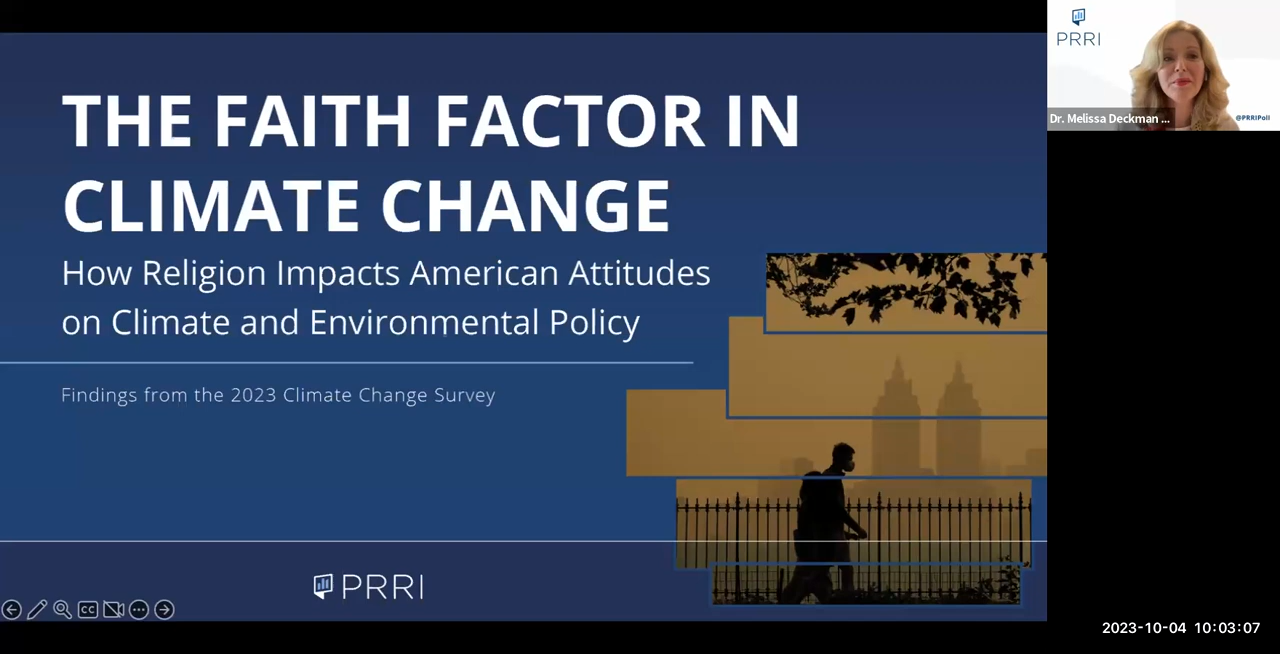 THE FAITH FACTOR IN
CLIMATE CHANGE
How Religion Impacts American Attitudes
on Climate and Environmental Policy
Findings from the 2023 Climate Change Survey
PRRI
CC
PRRI
Dr. Melissa Deckman ...
@PRRIPoll
2023-10-04 10:03:07